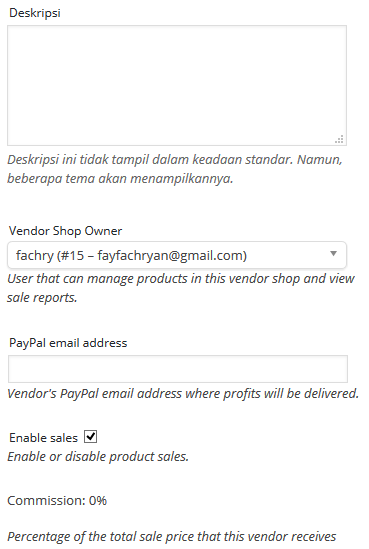 Deskripsi
Deskripsi ini tidak tampil dalam keadaan standar. Namun,
beberapa tema akan menampilkannya.
Vendor Shop Owner
fachry (#15 – fayfachryan@gmail.com)
User that can manage products in this vendor shop and view
sale reports.
PayPal email address
Vendor's PayPal email address where profits will be delivered.
Enable sales
Enable or disable product sales.
Commission: 0%
Percentage of the total sale price that this vendor receives